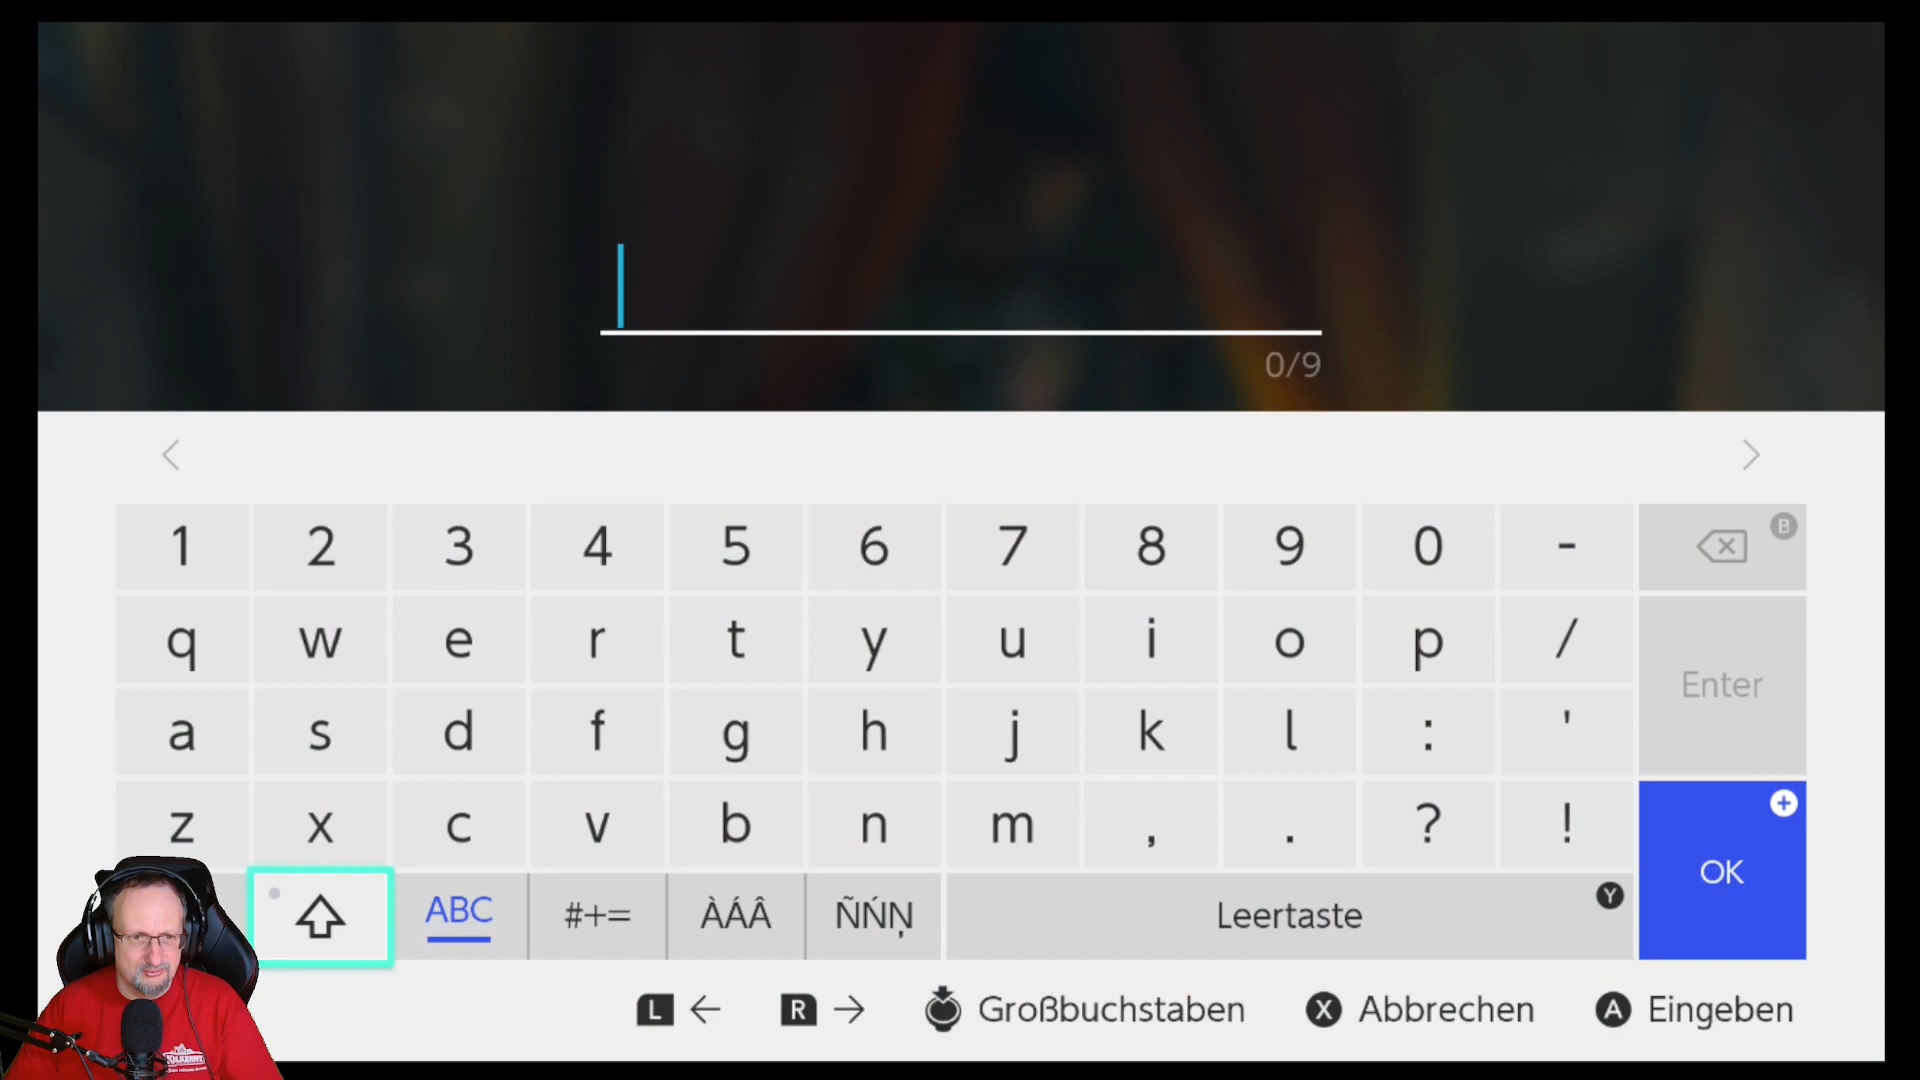 0/9
1 2 3 4 5 6 7 8 9 0 - B
q w e r t y u i o p /
Enter
a s d f g h j k l : '
z x c v b n m , . ? !
OK
ABC #+= ÀÁÂ ÑŃŅ Leertaste Y
L ← R → Großbuchstaben X Abbrechen A Eingeben
KILKENNY